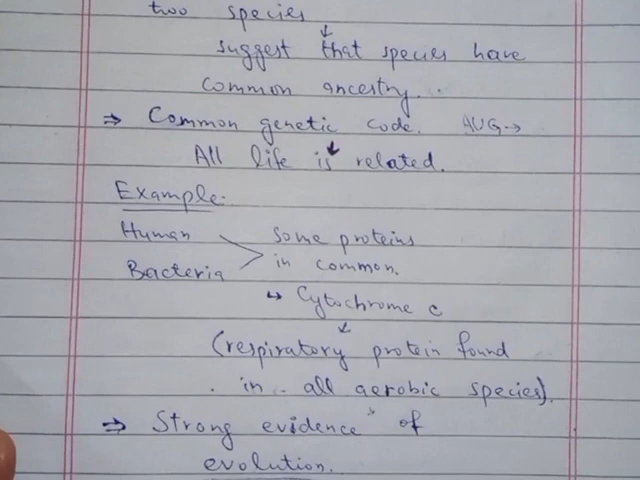 two species
↓
suggest that species have
common ancestry.
⇒ Common genetic code. AUG→
↓
All life is related.
Example:
Human
Some proteins
Bacteria
in common.
↳ Cytochrome c
↓
(respiratory protein found
in all aerobic species).
⇒ Strong evidence of
evolution.